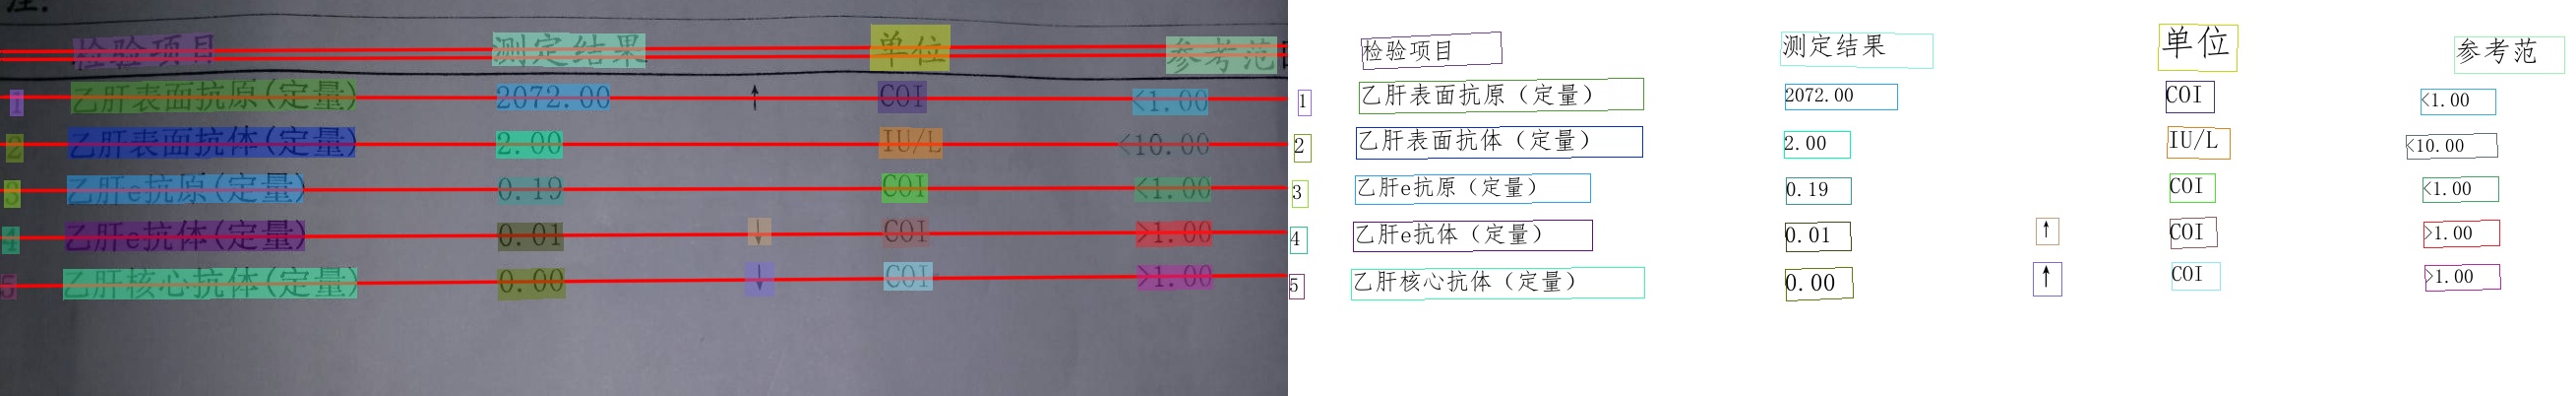 注.
检验项目 测定结果 单位 参考范
1 乙肝表面抗原(定量) 2072.00 ↑ COI <1.00
2 乙肝表面抗体(定量) 2.00 IU/L <10.00
3 乙肝e抗原(定量) 0.19 COI <1.00
4 乙肝e抗体(定量) 0.01 ↓ COI >1.00
5 乙肝核心抗体(定量) 0.00 ↓ COI >1.00
检验项目 测定结果 单位 参考范
1 乙肝表面抗原（定量） 2072.00 COI <1.00
2 乙肝表面抗体（定量） 2.00 IU/L <10.00
3 乙肝e抗原（定量） 0.19 COI <1.00
4 乙肝e抗体（定量） 0.01 ↑ COI >1.00
5 乙肝核心抗体（定量） 0.00 ↑ COI >1.00